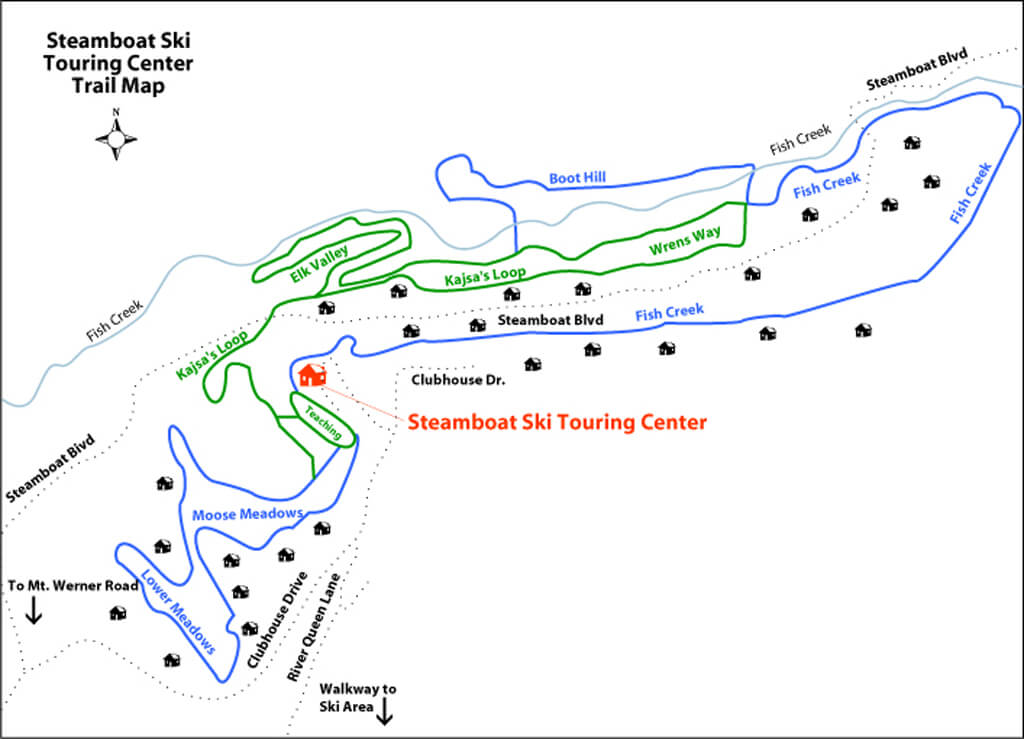 Steamboat Ski
Touring Center
Trail Map
N
Steamboat Blvd
Fish Creek
Boot Hill
Fish Creek
Fish Creek
Wrens Way
Elk Valley
Kajsa's Loop
Fish Creek
Fish Creek
Steamboat Blvd
Kajsa's Loop
Clubhouse Dr.
Teaching
Steamboat Ski Touring Center
Steamboat Blvd
Moose Meadows
To Mt. Werner Road
Lower Meadows
Clubhouse Drive
River Queen Lane
Walkway to
Ski Area